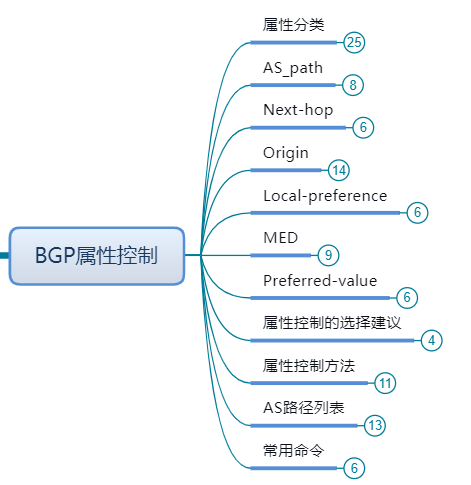 属性分类
25
AS_path
8
Next-hop
6
Origin
14
Local-preference
6
BGP属性控制
MED
9
Preferred-value
6
属性控制的选择建议
4
属性控制方法
11
AS路径列表
13
常用命令
6